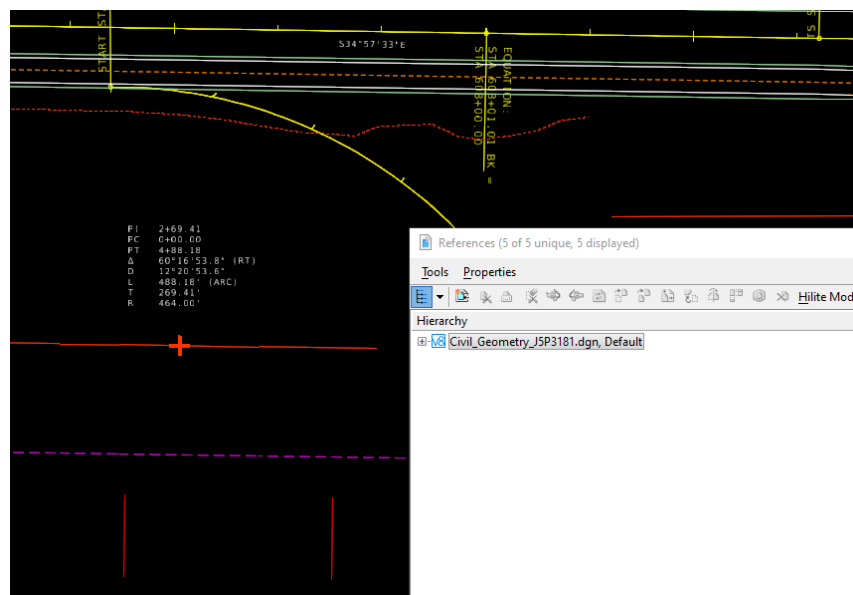 START ST
S34°57'33"E
EQUATION:
STA 608+01.01 BK =
STA 608+00.00
PI 2+69.41
PC 0+00.00
PT 4+88.18
Δ 60°16'53.8" (RT)
D 12°20'53.6"
L 488.18' (ARC)
T 269.41'
R 464.00'
References (5 of 5 unique, 5 displayed)
Tools Properties
Hilite Mod
Hierarchy
Civil_Geometry_J5P3181.dgn, Default